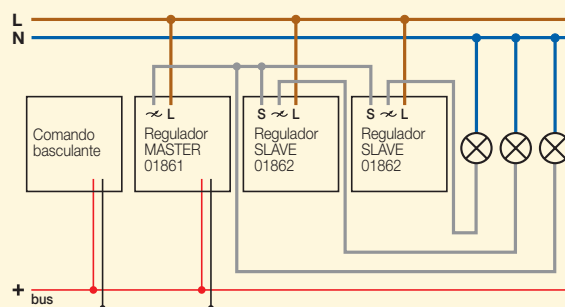 L
N
L
S L
S L
Comando
basculante
Regulador
MASTER
01861
Regulador
SLAVE
01862
Regulador
SLAVE
01862
+
bus